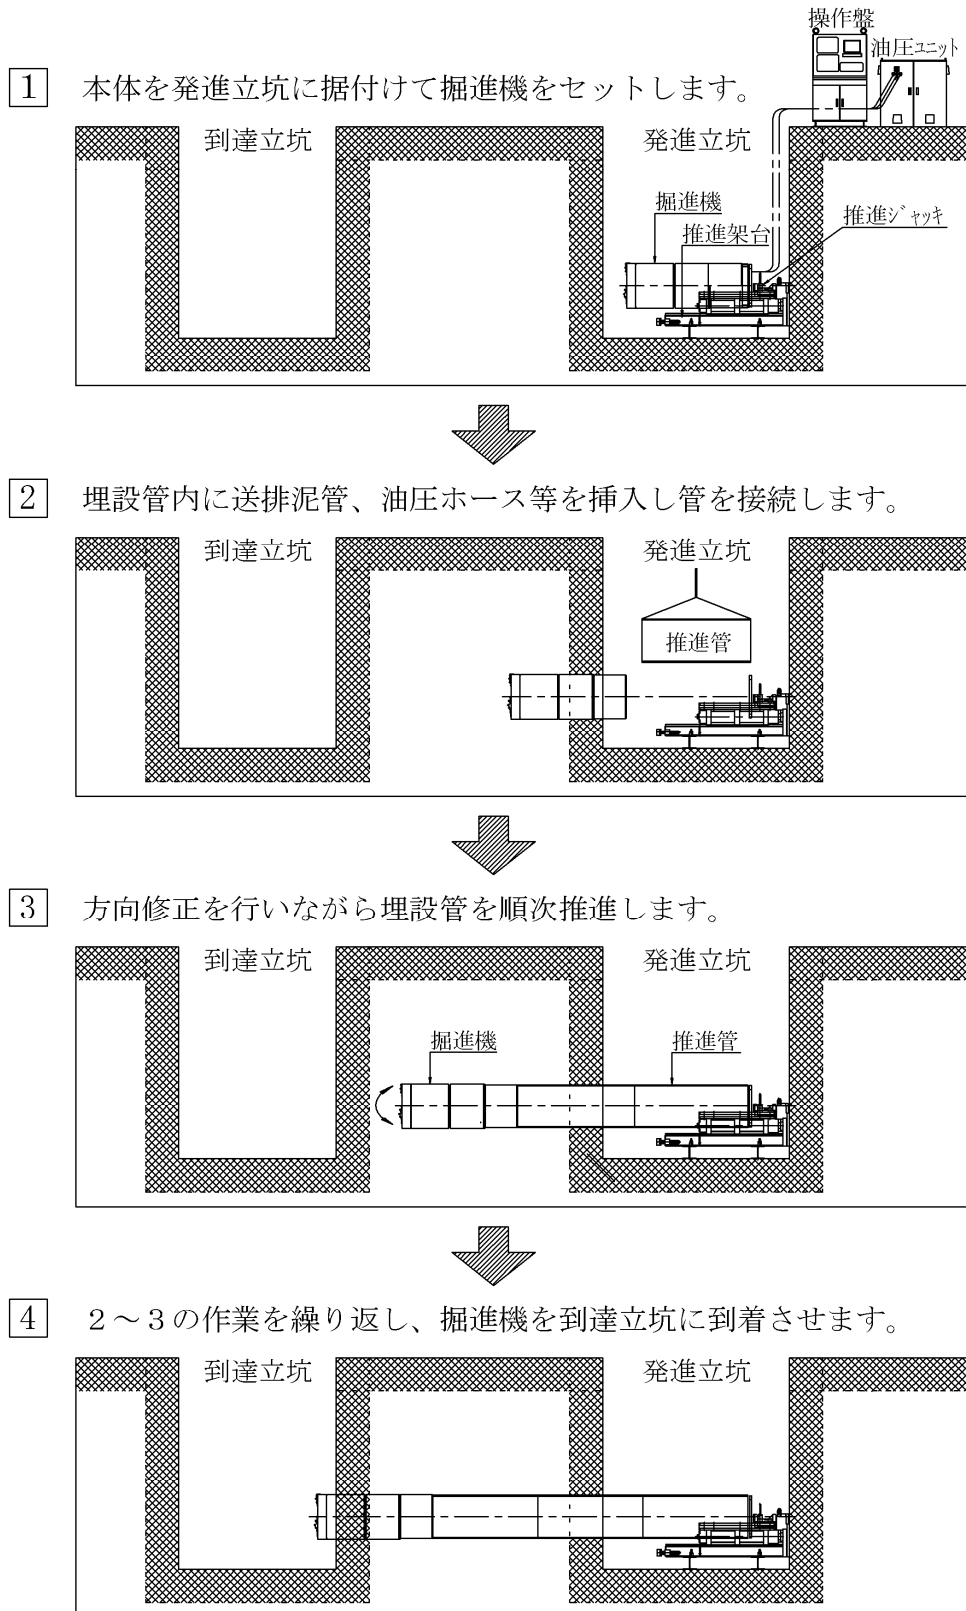 操作盤
油圧ユニット
1 本体を発進立坑に据付けて掘進機をセットします。
到達立坑
発進立坑
掘進機
推進ジャッキ
推進架台
2 埋設管内に送排泥管、油圧ホース等を挿入し管を接続します。
到達立坑
発進立坑
推進管
3 方向修正を行いながら埋設管を順次推進します。
到達立坑
発進立坑
掘進機
推進管
4 2～3の作業を繰り返し、掘進機を到達立坑に到着させます。
到達立坑
発進立坑